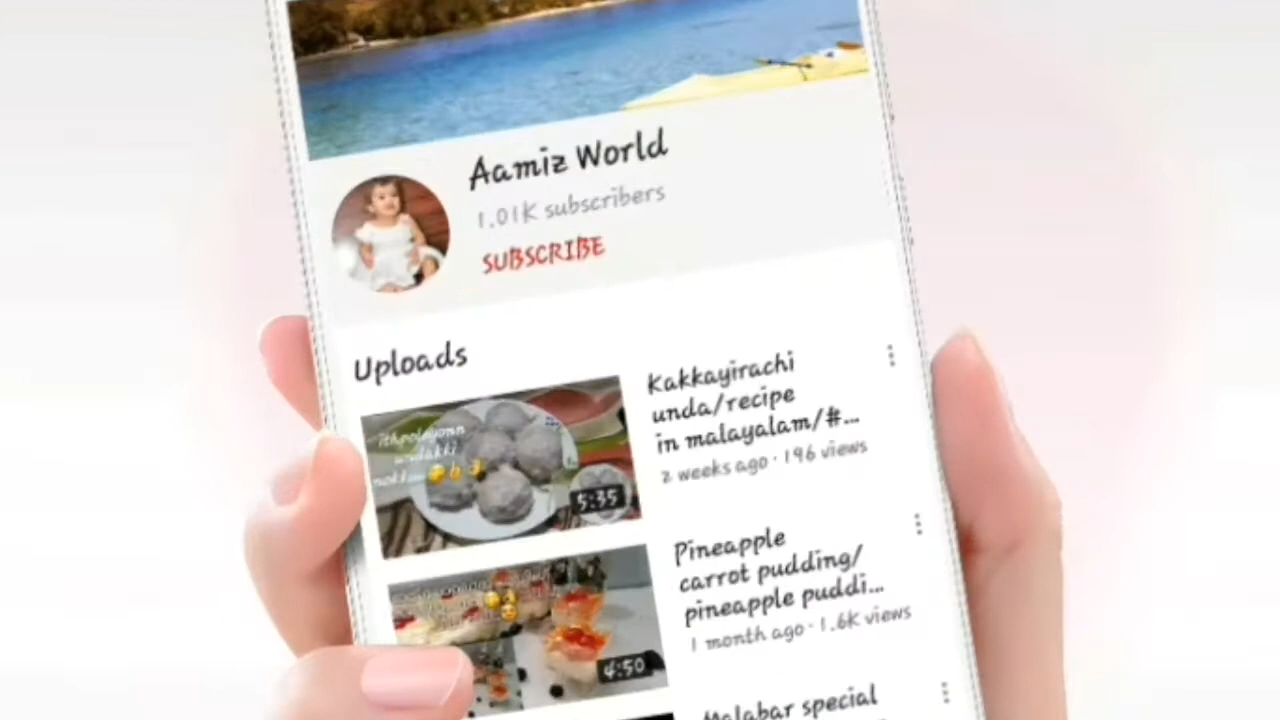 Aamiz World
1.01K subscribers
SUBSCRIBE
Uploads
Kakkayirachi
unda/recipe
in malayalam/#...
2 weeks ago · 196 views
5:35
Pineapple
carrot pudding/
pineapple puddi...
1 month ago · 1.6K views
4:50
Malabar special